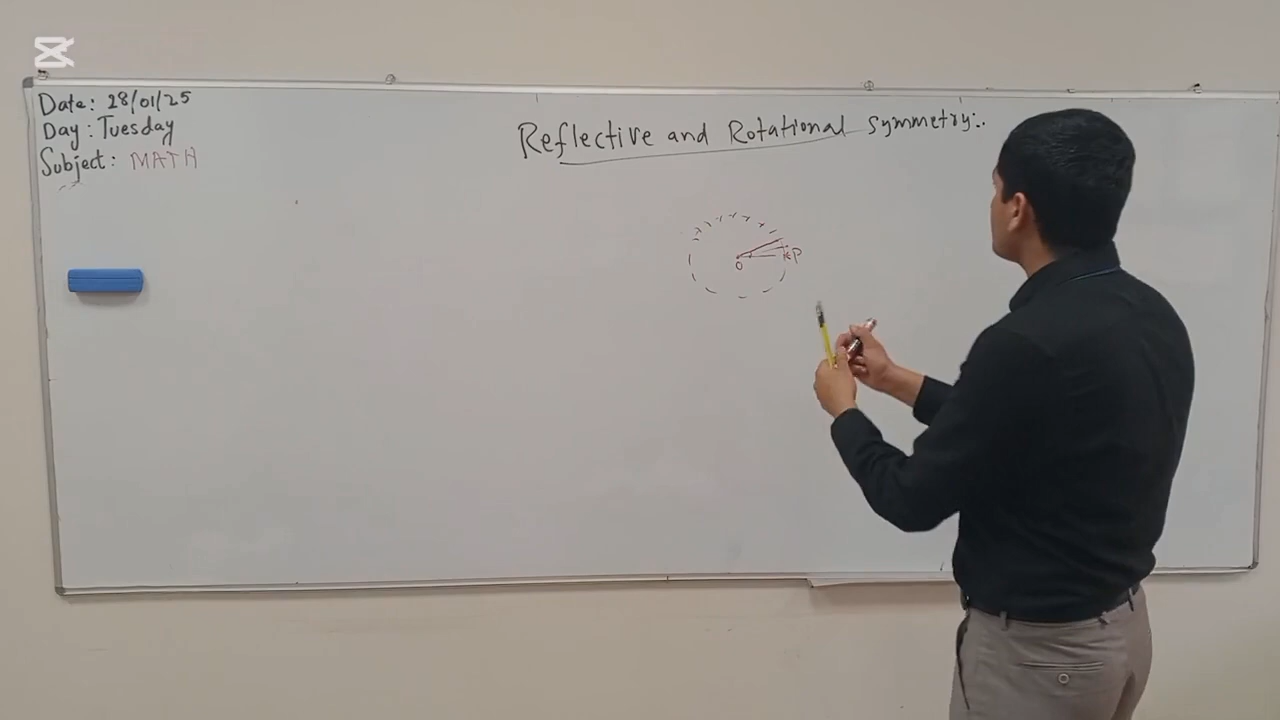 Date: 28/01/25
Day: Tuesday
Subject: MATH
Reflective and Rotational Symmetry:.
O
P